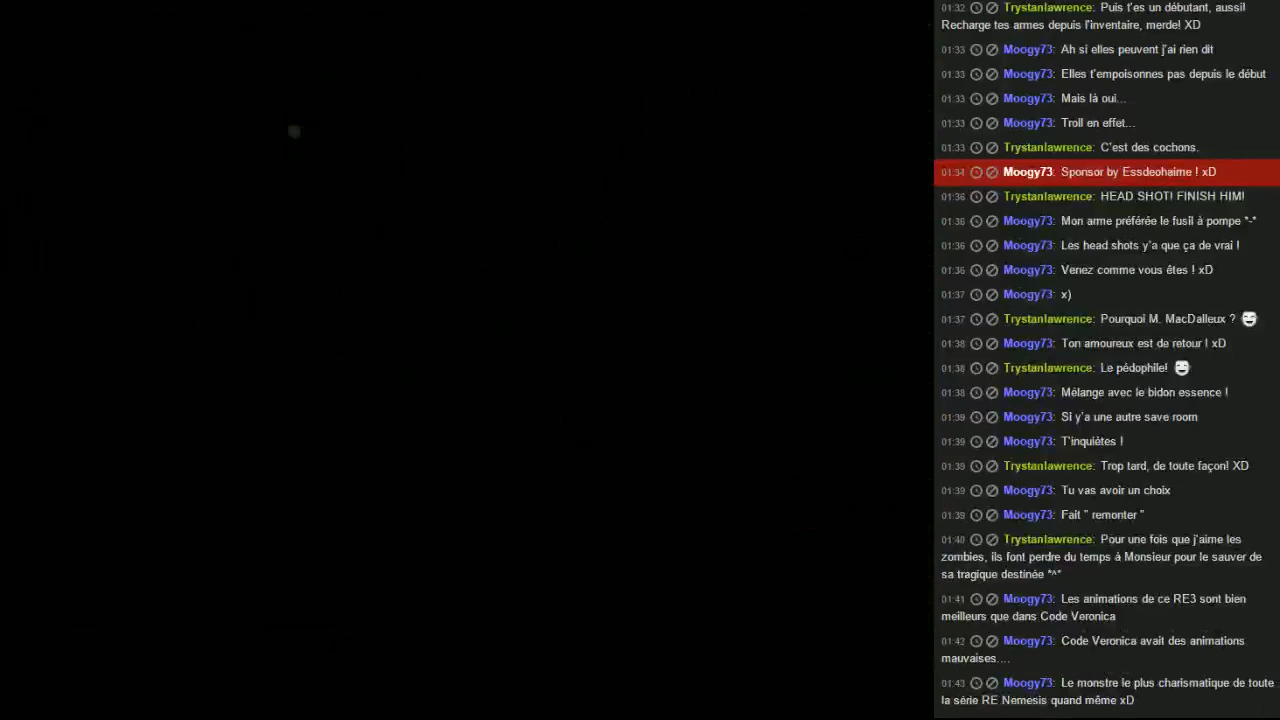 01:32 Trystanlawrence: Puis t'es un débutant, aussi!
Recharge tes armes depuis l'inventaire, merde! XD
01:33 Moogy73: Ah si elles peuvent j'ai rien dit
01:33 Moogy73: Elles t'empoisonnes pas depuis le début
01:33 Moogy73: Mais là oui...
01:33 Moogy73: Troll en effet...
01:33 Trystanlawrence: C'est des cochons.
01:34 Moogy73: Sponsor by Essdeohaime ! xD
01:36 Trystanlawrence: HEAD SHOT! FINISH HIM!
01:36 Moogy73: Mon arme préférée le fusil à pompe *-*
01:36 Moogy73: Les head shots y'a que ça de vrai !
01:36 Moogy73: Venez comme vous êtes ! xD
01:37 Moogy73: x)
01:37 Trystanlawrence: Pourquoi M. MacDalleux ?
01:38 Moogy73: Ton amoureux est de retour ! xD
01:38 Trystanlawrence: Le pédophile!
01:38 Moogy73: Mélange avec le bidon essence !
01:39 Moogy73: Si y'a une autre save room
01:39 Moogy73: T'inquiètes !
01:39 Trystanlawrence: Trop tard, de toute façon! XD
01:39 Moogy73: Tu vas avoir un choix
01:39 Moogy73: Fait " remonter "
01:40 Trystanlawrence: Pour une fois que j'aime les
zombies, ils font perdre du temps à Monsieur pour le sauver de
sa tragique destinée *^*
01:41 Moogy73: Les animations de ce RE3 sont bien
meilleurs que dans Code Veronica
01:42 Moogy73: Code Veronica avait des animations
mauvaises....
01:43 Moogy73: Le monstre le plus charismatique de toute
la série RE Nemesis quand même xD